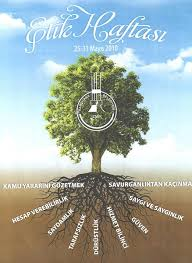 Etik Haftası
25-31 Mayıs 2010
KAMU YARARINI GÖZETMEK
SAVURGANLIKTAN KAÇINMA
HESAP VEREBİLİRLİK
SAYGI VE SAYGINLIK
SAYDAMLIK
GÜVEN
TARAFSIZLIK
HİZMET BİLİNCİ
DÜRÜSTLÜK